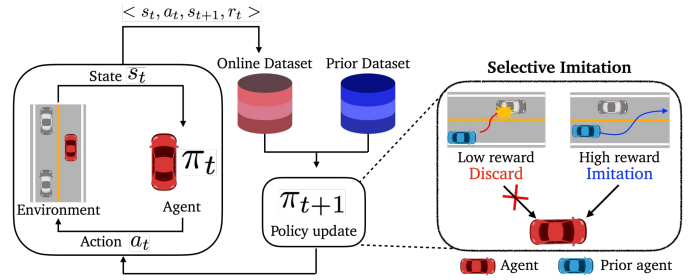 < s_t, a_t, s_{t+1}, r_t >
Online Dataset
Prior Dataset
State s_t
π_t
Environment
Agent
Action a_t
π_{t+1}
Policy update
Selective Imitation
Low reward
Discard
High reward
Imitation
Agent
Prior agent